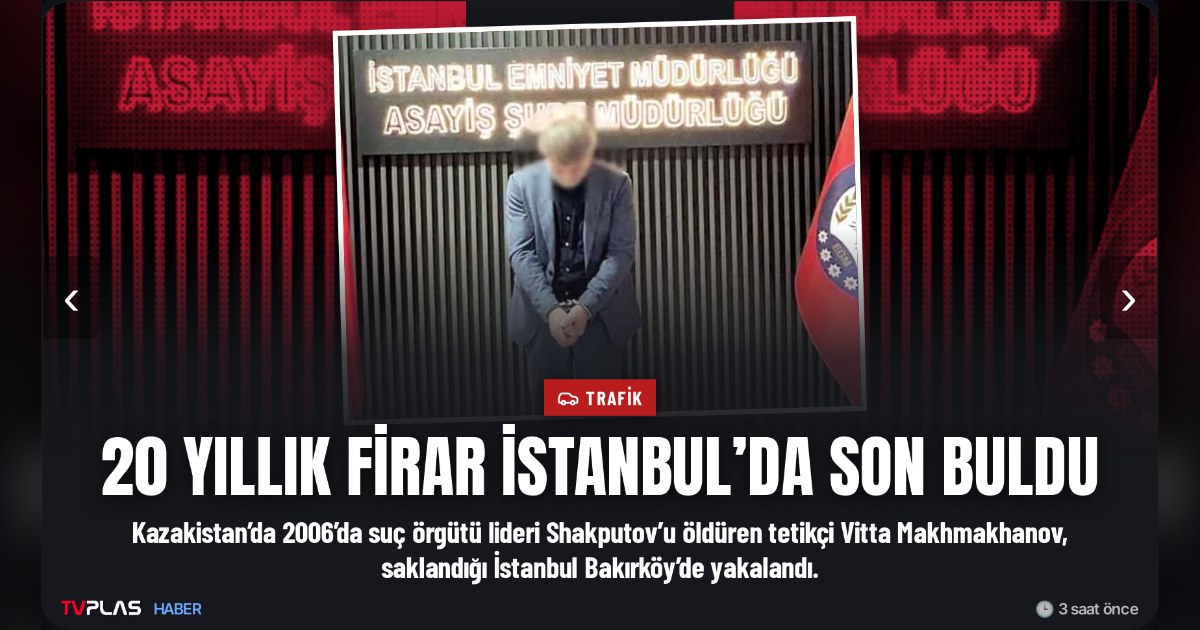 İSTANBUL EMNİYET MÜDÜRLÜĞÜ
ASAYİŞ ŞUBE MÜDÜRLÜĞÜ
TRAFİK
20 YILLIK FİRAR İSTANBUL’DA SON BULDU
Kazakistan’da 2006’da suç örgütü lideri Shakputov’u öldüren tetikçi Vitta Makhmakhanov,
saklandığı İstanbul Bakırköy’de yakalandı.
TVPLAS HABER
3 saat önce